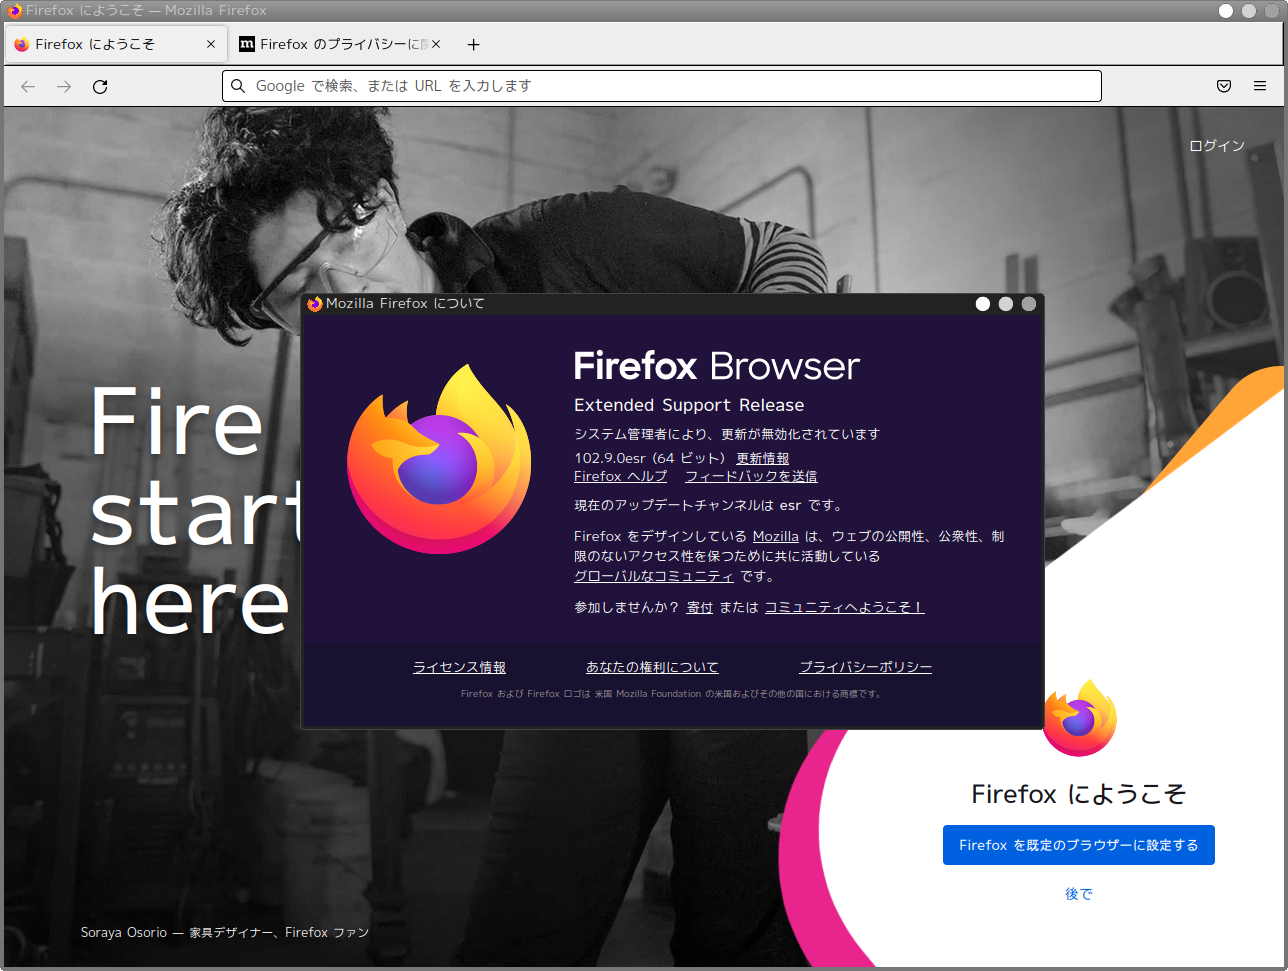 Firefox にようこそ — Mozilla Firefox
Firefox にようこそ
Firefox のプライバシーに
Google で検索、または URL を入力します
ログイン
Fire
start
here
Mozilla Firefox について
Firefox Browser
Extended Support Release
システム管理者により、更新が無効化されています
102.9.0esr (64 ビット) 更新情報
Firefox ヘルプ フィードバックを送信
現在のアップデートチャンネルは esr です。
Firefox をデザインしている Mozilla は、ウェブの公開性、公衆性、制
限のないアクセス性を保つために共に活動している
グローバルなコミュニティ です。
参加しませんか? 寄付 または コミュニティへようこそ！
ライセンス情報 あなたの権利について プライバシーポリシー
Firefox および Firefox ロゴは 米国 Mozilla Foundation の米国およびその他の国における商標です。
Firefox にようこそ
Firefox を既定のブラウザーに設定する
後で
Soraya Osorio — 家具デザイナー、Firefox ファン